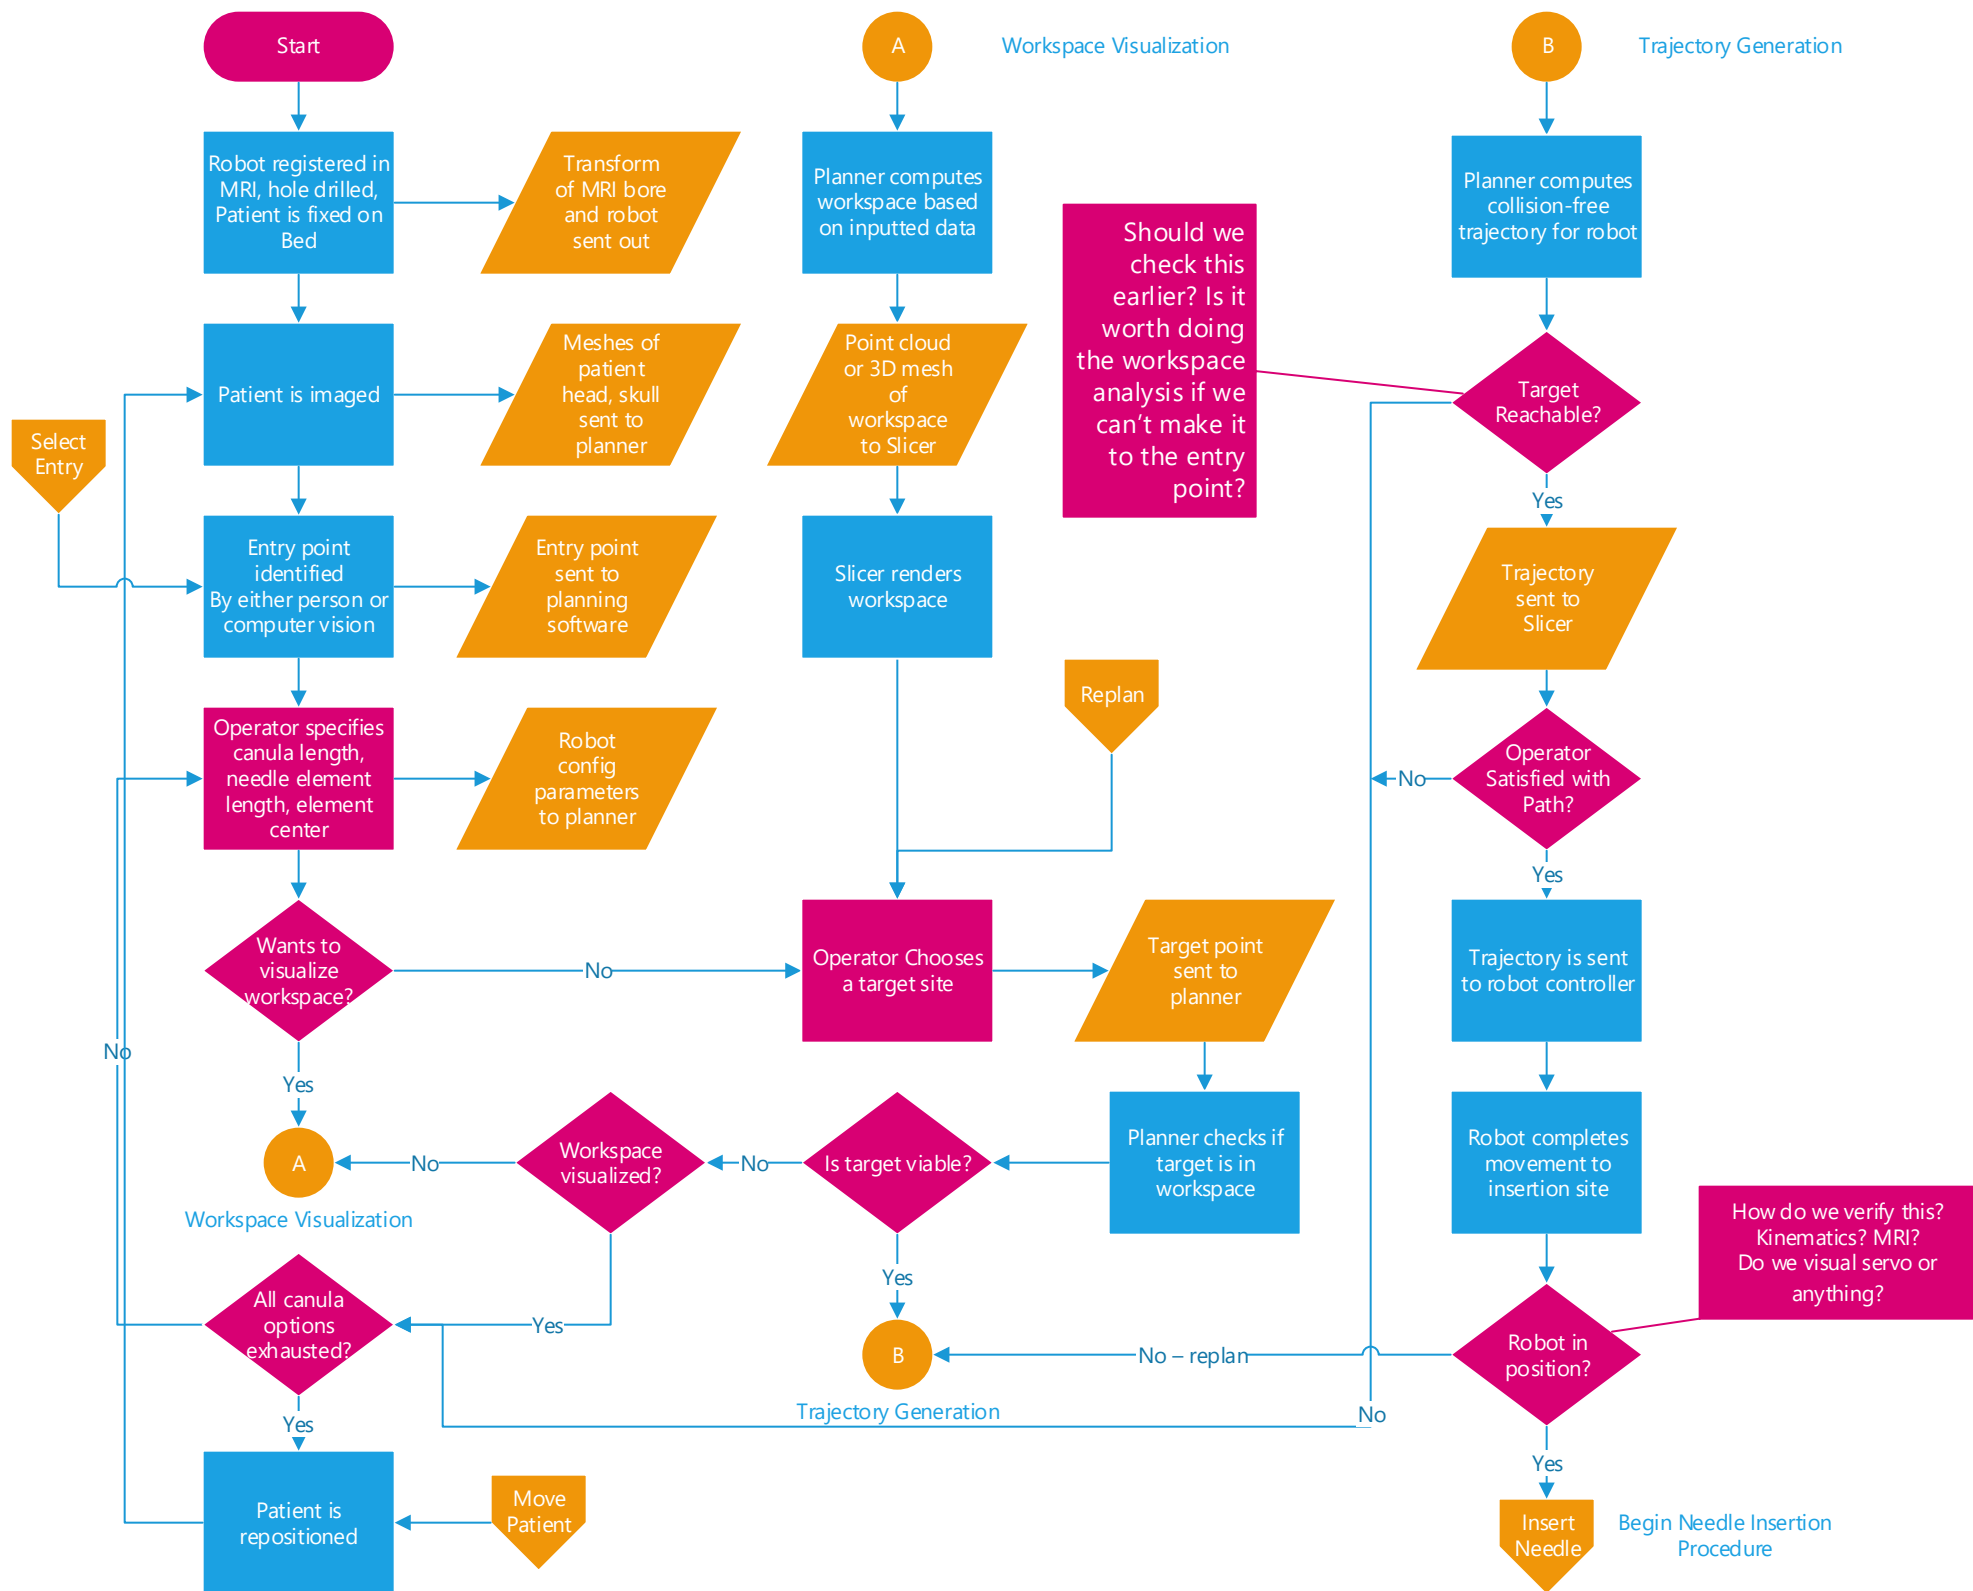 Start
A
Workspace Visualization
B
Trajectory Generation
Robot registered in
MRI, hole drilled,
Patient is fixed on
Bed
Transform
of MRI bore
and robot
sent out
Planner computes
workspace based
on inputted data
Planner computes
collision-free
trajectory for robot
Should we
check this
earlier? Is it
worth doing
the workspace
analysis if we
can't make it
to the entry
point?
Patient is imaged
Meshes of
patient
head, skull
sent to
planner
Point cloud
or 3D mesh
of
workspace
to Slicer
Target
Reachable?
Select
Entry
Yes
Entry point
identified
By either person or
computer vision
Entry point
sent to
planning
software
Slicer renders
workspace
Trajectory
sent to
Slicer
Replan
Operator specifies
canula length,
needle element
length, element
center
Robot
config
parameters
to planner
Operator
Satisfied with
Path?
No
Yes
Wants to
visualize
workspace?
No
Operator Chooses
a target site
Target point
sent to
planner
Trajectory is sent
to robot controller
No
Yes
A
Workspace Visualization
No
Workspace
visualized?
No
Is target viable?
Planner checks if
target is in
workspace
Robot completes
movement to
insertion site
How do we verify this?
Kinematics? MRI?
Do we visual servo or
anything?
Yes
All canula
options
exhausted?
Yes
B
Trajectory Generation
No – replan
Robot in
position?
No
Yes
Yes
Patient is
repositioned
Move
Patient
Insert
Needle
Begin Needle Insertion
Procedure